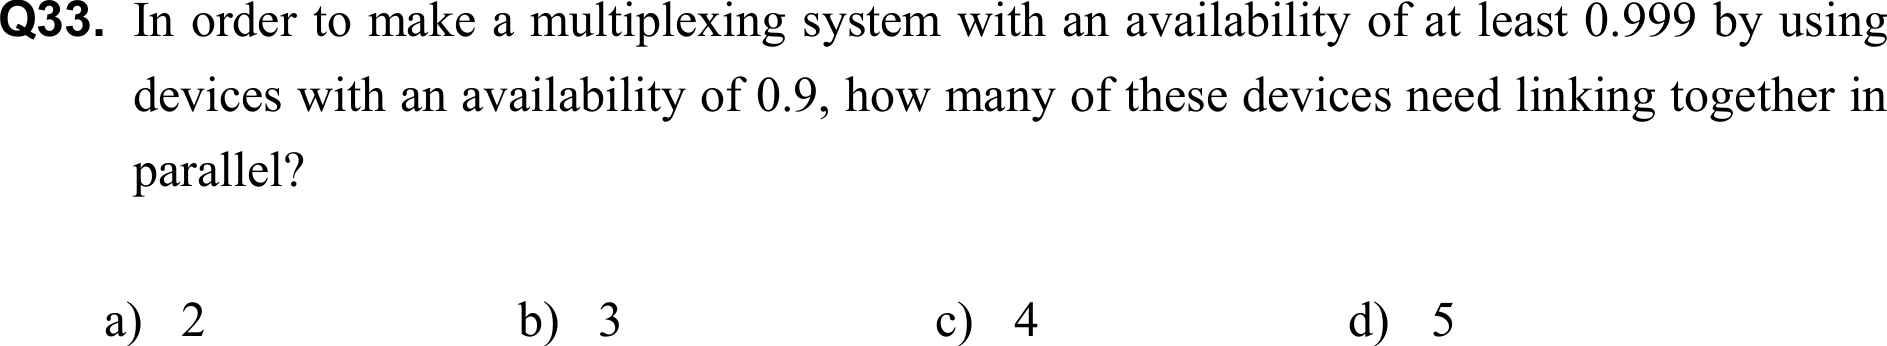 Q33. In order to make a multiplexing system with an availability of at least 0.999 by using
devices with an availability of 0.9, how many of these devices need linking together in
parallel?
a) 2 b) 3 c) 4 d) 5